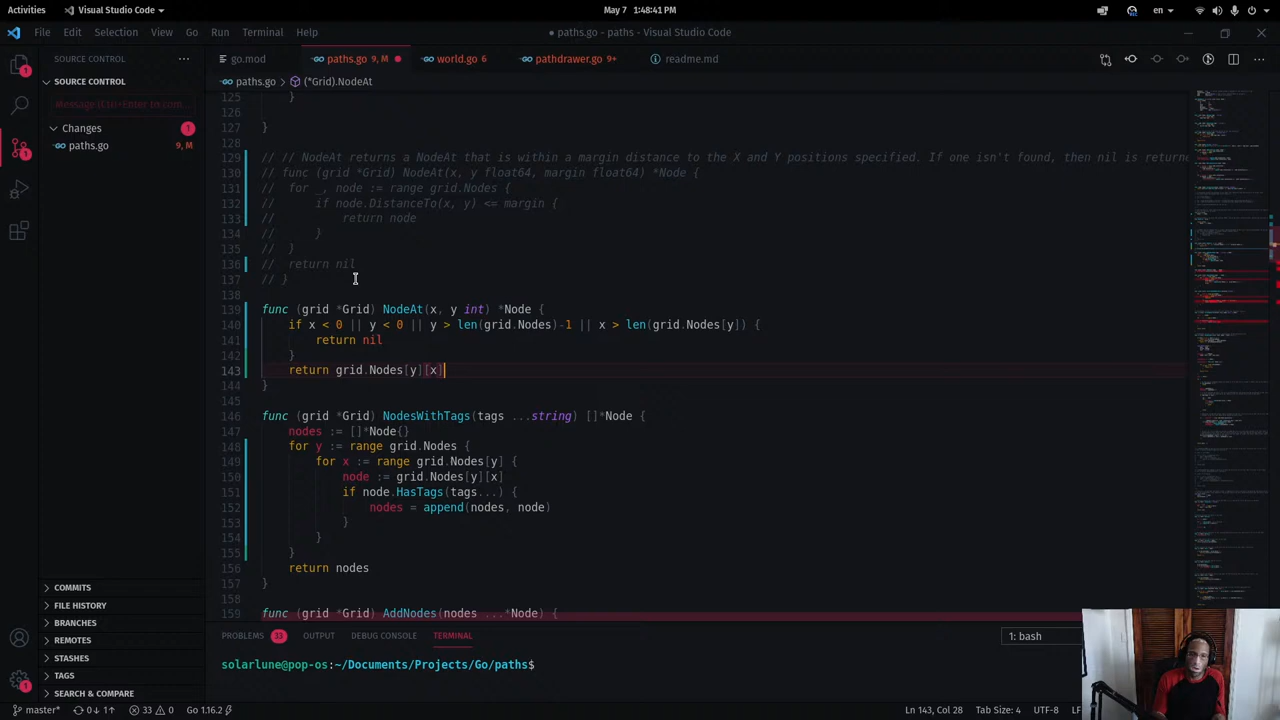 Visual Studio Code
May 7 1:48:41 PM
en
File Edit Selection View Go Run Terminal Help
● paths.go - paths - Visual Studio Code
SOURCE CONTROL
go.mod
paths.go 9, M
world.go 6
pathdrawer.go 9+
readme.md
SOURCE CONTROL
Message (Ctrl+Enter to com...
Changes 1
paths.go 9, M
COMMITS
FILE HISTORY
BRANCHES
REMOTES
STASHES
TAGS
SEARCH & COMPARE
paths.go > (*Grid).NodeAt
125 }
126
127 }
128
129 // // NodeAt returns a NodeAt that is within a margin distance to the X and Y positions specified. If one isn't found, then nil is returne
130 // func (grid *Grid) NodeAt(x, y float64, margin float64) *Node {
131 // for _, node := range grid.Nodes {
132 // if node.DistanceTo(x, y) <= margin {
133 // return node
134 // }
135 // }
136 // return nil
137 // }
138
139 func (grid *Grid) NodeAt(x, y int) *Node {
140 if x < 0 || y < 0 || y > len(grid.Nodes)-1 || x > len(grid.Nodes[y]) {
141 return nil
142 }
143 return grid.Nodes[y][x]
144 }
145
146 func (grid *Grid) NodesWithTags(tags ...string) []*Node {
147 nodes := []*Node{}
148 for y := range grid.Nodes {
149 for x := range grid.Nodes[y] {
150 node := grid.Nodes[y][x]
151 if node.HasTags(tags...) {
152 nodes = append(nodes, node)
153 }
154 }
155 }
156 return nodes
157 }
159 func (grid *Grid) AddNodes(nodes ...*Node) {
PROBLEMS 33 OUTPUT DEBUG CONSOLE TERMINAL
1: bash
solarlune@pop-os:~/Documents/Projects/Go/paths$
master* 0↓ 1↑ 33 0 Go 1.16.2
Ln 143, Col 28 Tab Size: 4 UTF-8 LF